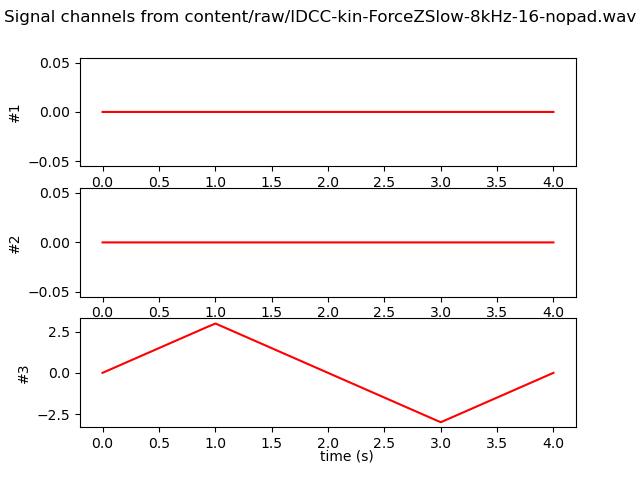 Signal channels from content/raw/IDCC-kin-ForceZSlow-8kHz-16-nopad.wav
0.05
0.00
−0.05
#1
0.0 0.5 1.0 1.5 2.0 2.5 3.0 3.5 4.0
0.05
0.00
−0.05
#2
0.0 0.5 1.0 1.5 2.0 2.5 3.0 3.5 4.0
2.5
0.0
−2.5
#3
0.0 0.5 1.0 1.5 2.0 2.5 3.0 3.5 4.0
time (s)